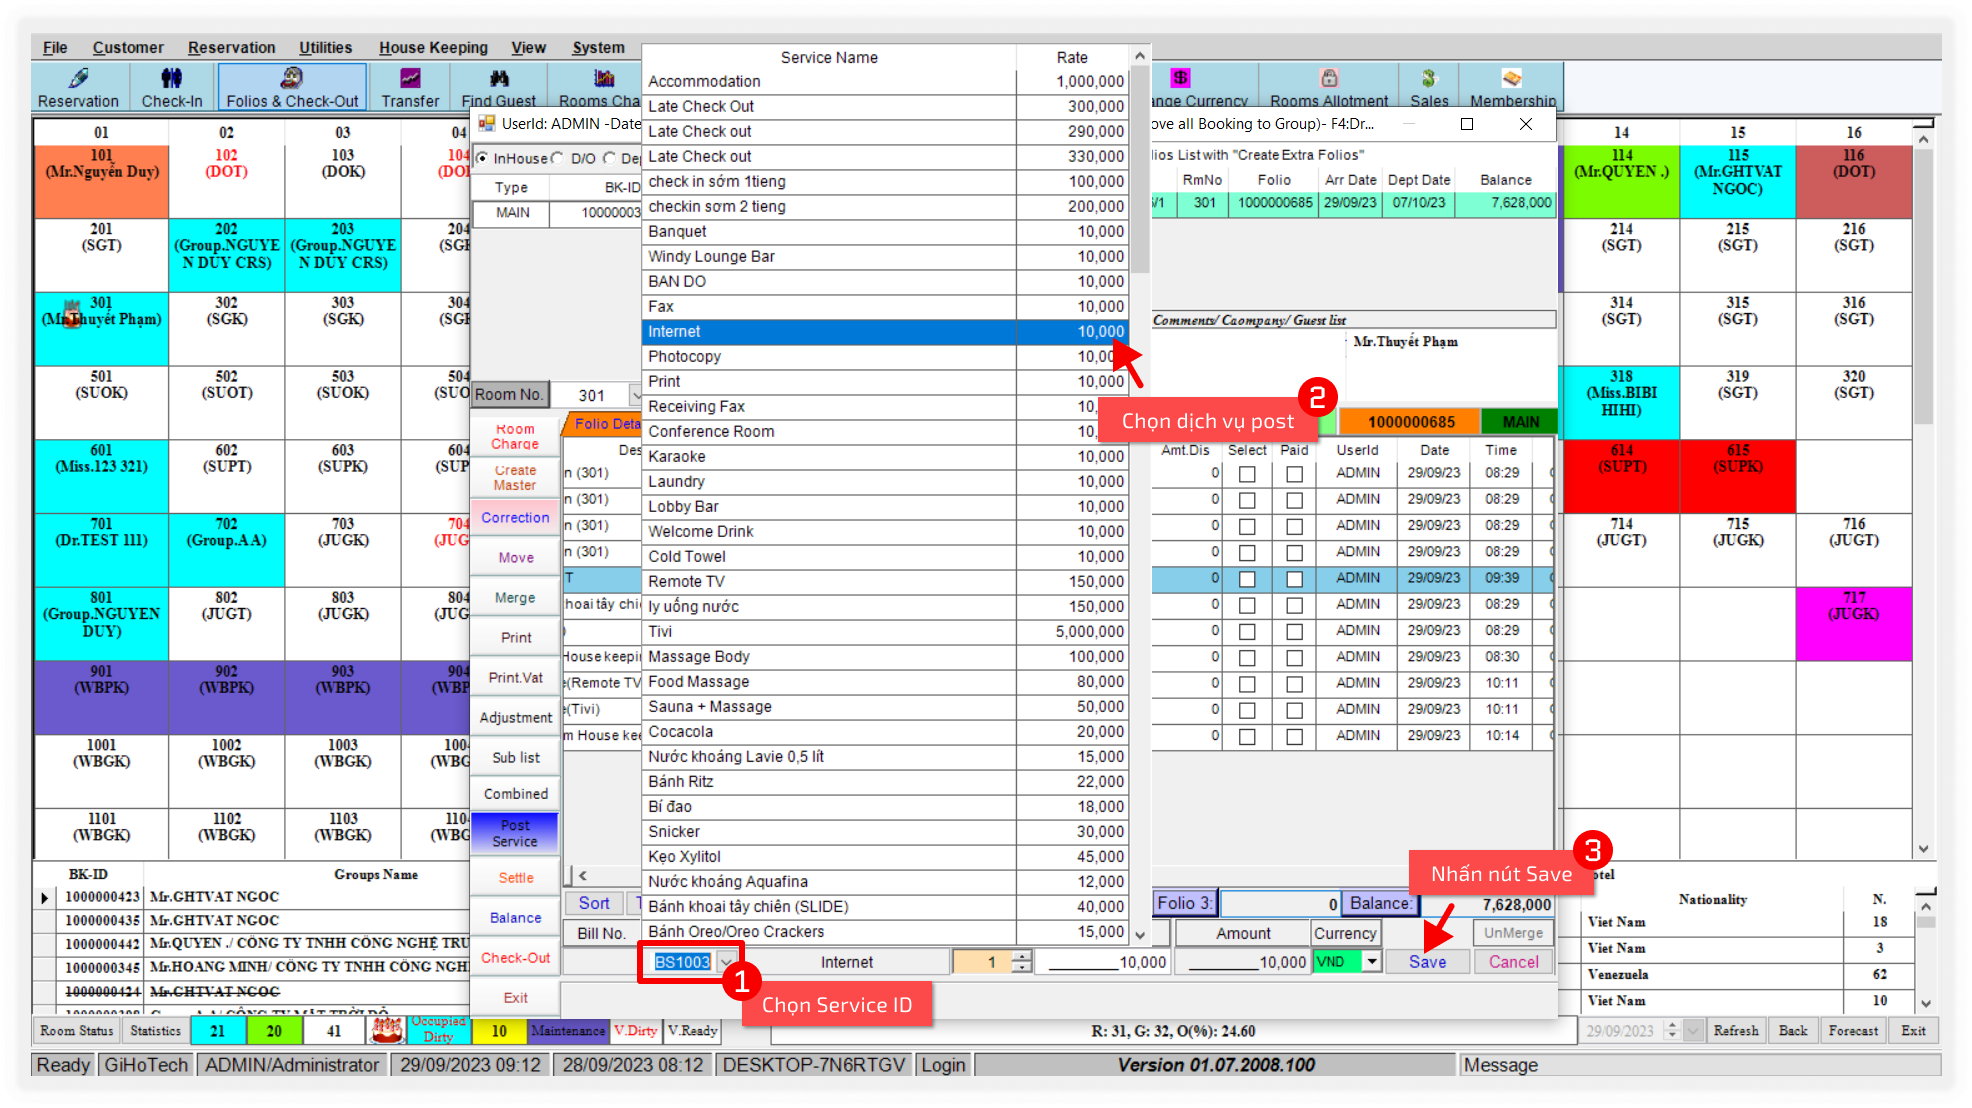 File Customer Reservation Utilities House Keeping View System
Reservation Check-In Folios & Check-Out Transfer Find Guest Rooms Cha
nge Currency Rooms Allotment Sales Membership
01 02 03 04 14 15 16
101 (Mr.Nguyễn Duy)
102 (DOT)
103 (DOK)
104
114 (Mr.QUYEN .)
115 (Mr.GHTVAT NGOC)
116 (DOT)
201 (SGT)
202 (Group.NGUYE N DUY CRS)
203 (Group.NGUYE N DUY CRS)
204
214 (SGT)
215 (SGT)
216 (SGT)
301 (Mr.Thuyết Phạm)
302 (SGK)
303 (SGK)
304
314 (SGT)
315 (SGT)
316 (SGT)
501 (SUOK)
502 (SUOT)
503 (SUOK)
504 (SUO
318 (Miss.BIBI HIHI)
319 (SGT)
320 (SGT)
601 (Miss.123 321)
602 (SUPT)
603 (SUPK)
604 (SUP
614 (SUPT)
615 (SUPK)
701 (Dr.TEST 111)
702 (Group.AA)
703 (JUGK)
704 (JUG
714 (JUGT)
715 (JUGK)
716 (JUGT)
801 (Group.NGUYEN DUY)
802 (JUGT)
803 (JUGK)
804 (JUG
717 (JUGK)
901 (WBPK)
902 (WBPK)
903 (WBPK)
904 (WBP
1001 (WBGK)
1002 (WBGK)
1003 (WBGK)
100 (WBG
1101 (WBGK)
1102 (WBGK)
1103 (WBGK)
110 (WBG
UserId: ADMIN -Date
ove all Booking to Group)- F4:Dr...
InHouse D/O De
lios List with "Create Extra Folios"
Type BK-ID
MAIN 10000003
RmNo Folio Arr Date Dept Date Balance
/1 301 1000000685 29/09/23 07/10/23 7,628,000
Comments/ Caompany/ Guest list
Mr.Thuyết Phạm
Room No. 301
Folio Deta
1000000685 MAIN
Service Name Rate
Accommodation 1,000,000
Late Check Out 300,000
Late Check out 290,000
Late Check out 330,000
check in sớm 1tieng 100,000
checkin sơm 2 tieng 200,000
Banquet 10,000
Windy Lounge Bar 10,000
BAN DO 10,000
Fax 10,000
Internet 10,000
Photocopy 10,00
Print 10,000
Receiving Fax 10,
Conference Room 10,
Karaoke 10,000
Laundry 10,000
Lobby Bar 10,000
Welcome Drink 10,000
Cold Towel 10,000
Remote TV 150,000
ly uống nước 150,000
Tivi 5,000,000
Massage Body 100,000
Food Massage 80,000
Sauna + Massage 50,000
Cocacola 20,000
Nước khoáng Lavie 0,5 lít 15,000
Bánh Ritz 22,000
Bí đao 18,000
Snicker 30,000
Kẹo Xylitol 45,000
Nước khoáng Aquafina 12,000
Bánh khoai tây chiên (SLIDE) 40,000
Bánh Oreo/Oreo Crackers 15,000
2
Chọn dịch vụ post
Room Charge
Create Master
Correction
Move
Merge
Print
Print.Vat
Adjustment
Sub list
Combined
Post Service
Settle
Balance
Check-Out
Exit
Des Amt.Dis Select Paid UserId Date Time
n (301) 0 ADMIN 29/09/23 08:29
n (301) 0 ADMIN 29/09/23 08:29
n (301) 0 ADMIN 29/09/23 08:29
n (301) 0 ADMIN 29/09/23 08:29
T 0 ADMIN 29/09/23 09:39
hoai tây chi 0 ADMIN 29/09/23 08:29
0 ADMIN 29/09/23 08:29
House keepi 0 ADMIN 29/09/23 08:30
e(Remote TV 0 ADMIN 29/09/23 10:11
e(Tivi) 0 ADMIN 29/09/23 10:11
m House kee 0 ADMIN 29/09/23 10:14
3
Nhấn nút Save
Sort T Folio 3: 0 Balance: 7,628,000
Bill No. Amount Currency UnMerge
BS1003 Internet 1 10,000 10,000 VND Save Cancel
1
Chọn Service ID
BK-ID Groups Name
1000000423 Mr.GHTVAT NGOC
1000000435 Mr.GHTVAT NGOC
1000000442 Mr.QUYEN ./ CÔNG TY TNHH CÔNG NGHỆ TRU
1000000345 Mr.HOANG MINH/ CÔNG TY TNHH CÔNG NGH
1000000424 Mr.GHTVAT NGOC
otel
Nationality N.
Viet Nam 18
Viet Nam 3
Venezuela 62
Viet Nam 10
Room Status Statistics 21 20 41 Occupied Dirty 10 Maintenance V.Dirty V.Ready
R: 31, G: 32, O(%): 24.60
29/09/2023 Refresh Back Forecast Exit
Ready GiHoTech ADMIN/Administrator 29/09/2023 09:12 28/09/2023 08:12 DESKTOP-7N6RTGV Login Version 01.07.2008.100 Message